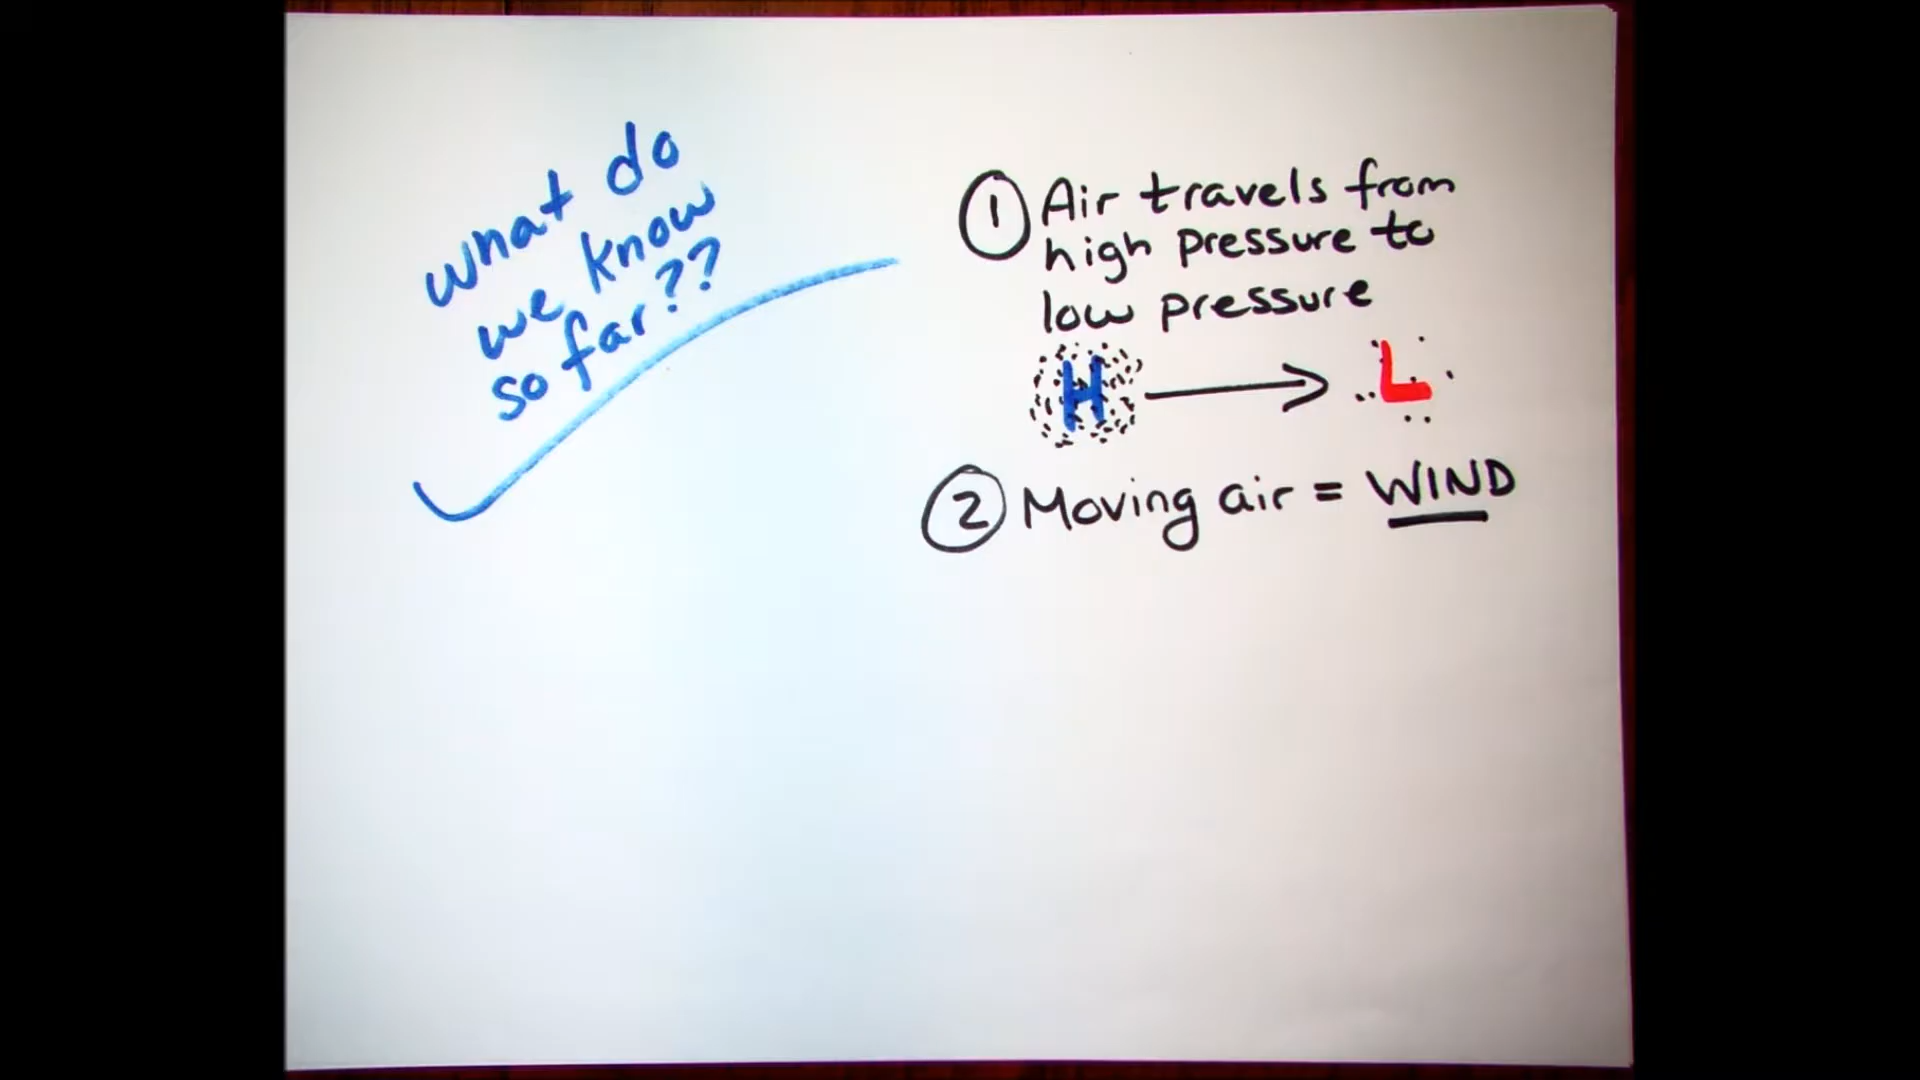 what do
we know
so far??
① Air travels from
high pressure to
low pressure
H → L
② Moving air = WIND